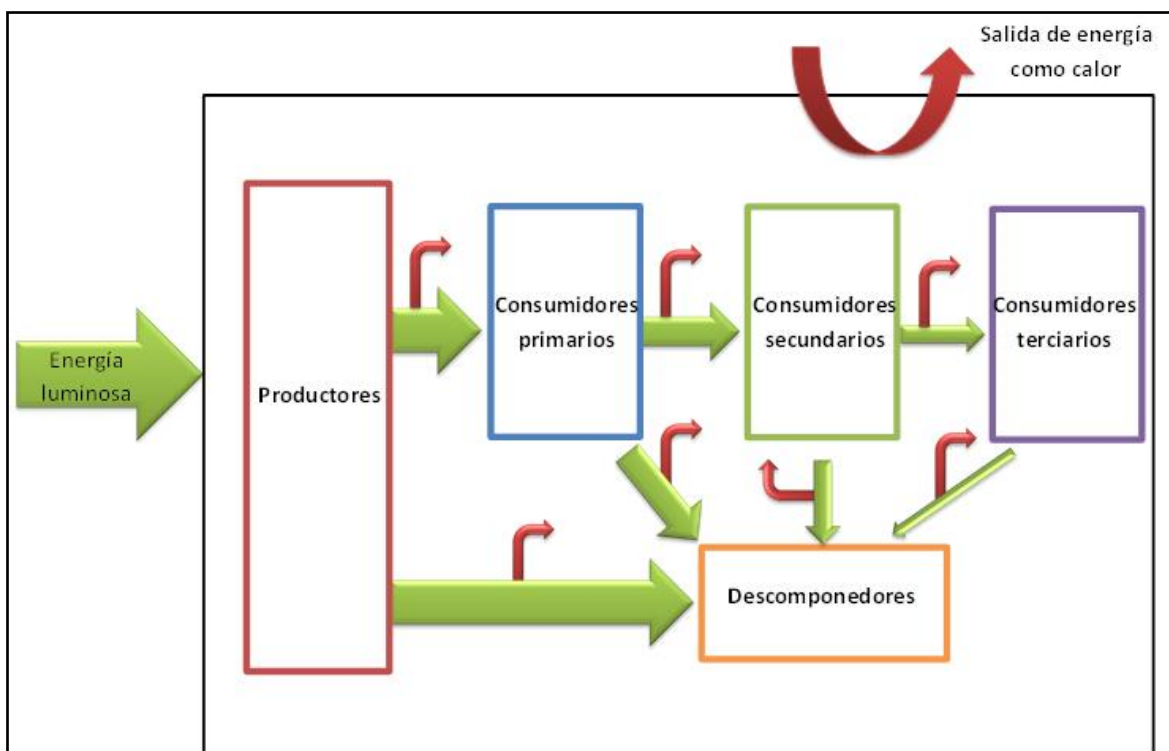 Salida de energía
como calor
Energía
luminosa
Productores
Consumidores
primarios
Consumidores
secundarios
Consumidores
terciarios
Descomponedores